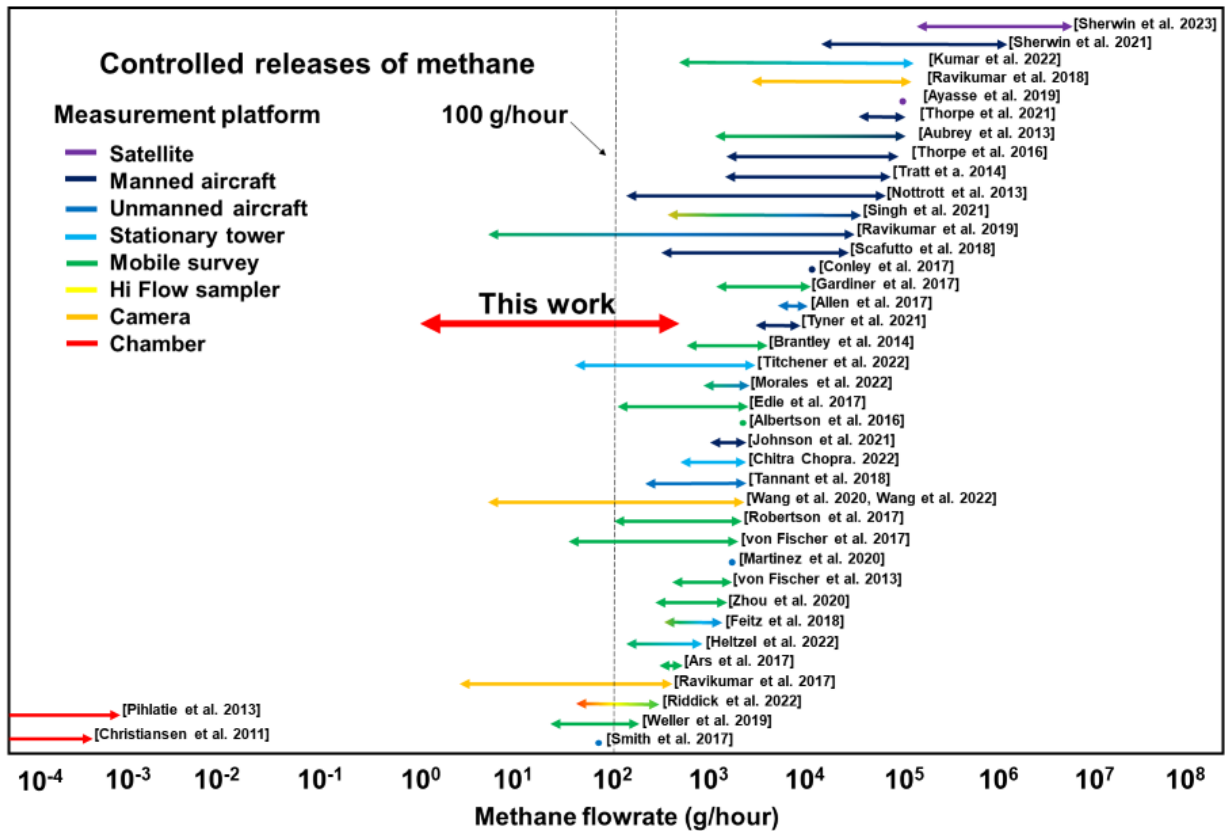 [Sherwin et al. 2023]
[Sherwin et al. 2021]
Controlled releases of methane
[Kumar et al. 2022]
[Ravikumar et al. 2018]
[Ayasse et al. 2019]
Measurement platform
100 g/hour
[Thorpe et al. 2021]
[Aubrey et al. 2013]
Satellite
[Thorpe et al. 2016]
Manned aircraft
[Tratt et a. 2014]
[Nottrott et al. 2013]
Unmanned aircraft
[Singh et al. 2021]
Stationary tower
[Ravikumar et al. 2019]
[Scafutto et al. 2018]
Mobile survey
[Conley et al. 2017]
[Gardiner et al. 2017]
Hi Flow sampler
This work
[Allen et al. 2017]
Camera
[Tyner et al. 2021]
Chamber
[Brantley et al. 2014]
[Titchener et al. 2022]
[Morales et al. 2022]
[Edie et al. 2017]
[Albertson et al. 2016]
[Johnson et al. 2021]
[Chitra Chopra. 2022]
[Tannant et al. 2018]
[Wang et al. 2020, Wang et al. 2022]
[Robertson et al. 2017]
[von Fischer et al. 2017]
[Martinez et al. 2020]
[von Fischer et al. 2013]
[Zhou et al. 2020]
[Feitz et al. 2018]
[Heltzel et al. 2022]
[Ars et al. 2017]
[Ravikumar et al. 2017]
[Riddick et al. 2022]
[Pihlatie et al. 2013]
[Weller et al. 2019]
[Christiansen et al. 2011]
[Smith et al. 2017]
10⁻⁴ 10⁻³ 10⁻² 10⁻¹ 10⁰ 10¹ 10² 10³ 10⁴ 10⁵ 10⁶ 10⁷ 10⁸
Methane flowrate (g/hour)